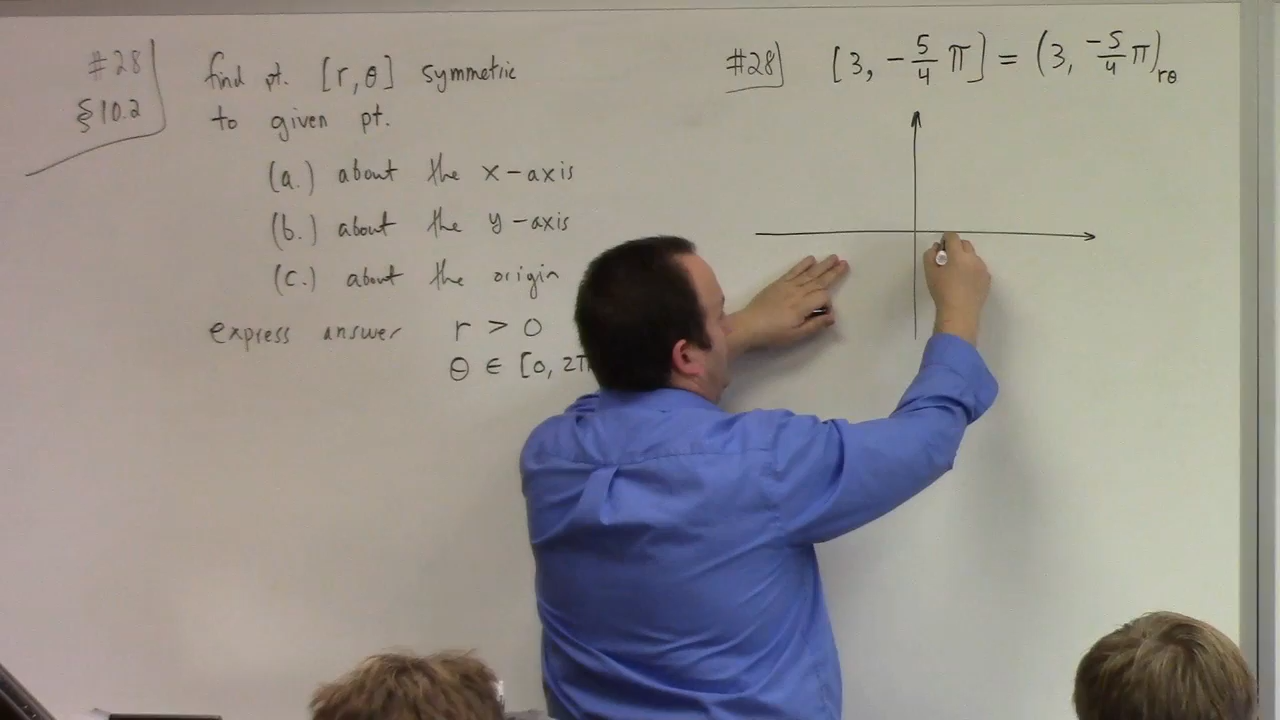 #28
§10.2
find pt. [r, θ] symmetric
to given pt.
(a.) about the x-axis
(b.) about the y-axis
(c.) about the origin
express answer r > 0
θ ∈ [0, 2π
#28) [3, -5/4 π] = (3, -5/4 π)rθ